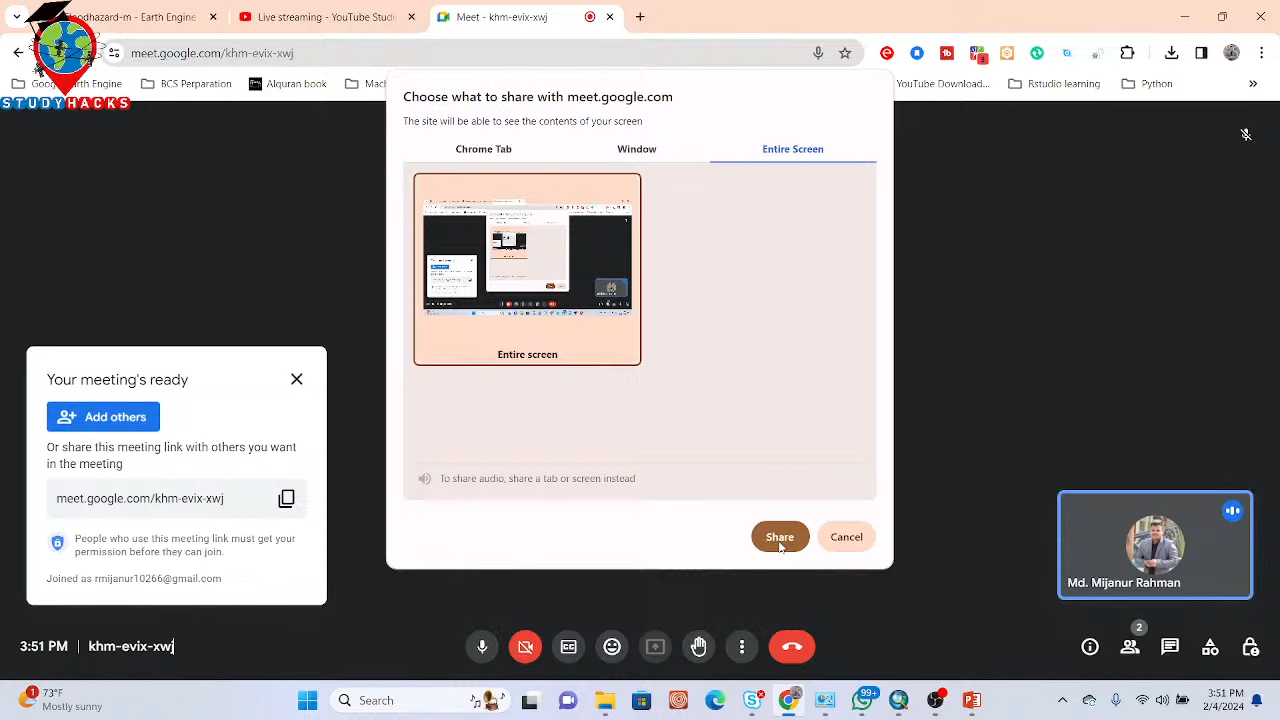 odhazard-m - Earth Engine
Live streaming - YouTube Studi
Meet - khm-evix-xwj
meet.google.com/khm-evix-xwj
STUDYHACKS
BCS Perparation
Alquran book
YouTube Download...
Rstudio learning
Python
Choose what to share with meet.google.com
The site will be able to see the contents of your screen
Chrome Tab
Window
Entire Screen
Entire screen
To share audio, share a tab or screen instead
Share
Cancel
Your meeting's ready
Add others
Or share this meeting link with others you want
in the meeting
meet.google.com/khm-evix-xwj
People who use this meeting link must get your
permission before they can join.
Joined as rmijanur10266@gmail.com
Md. Mijanur Rahman
3:51 PM | khm-evix-xwj
2
1
73°F
Mostly sunny
Search
99+
3:51 PM
2/4/2024